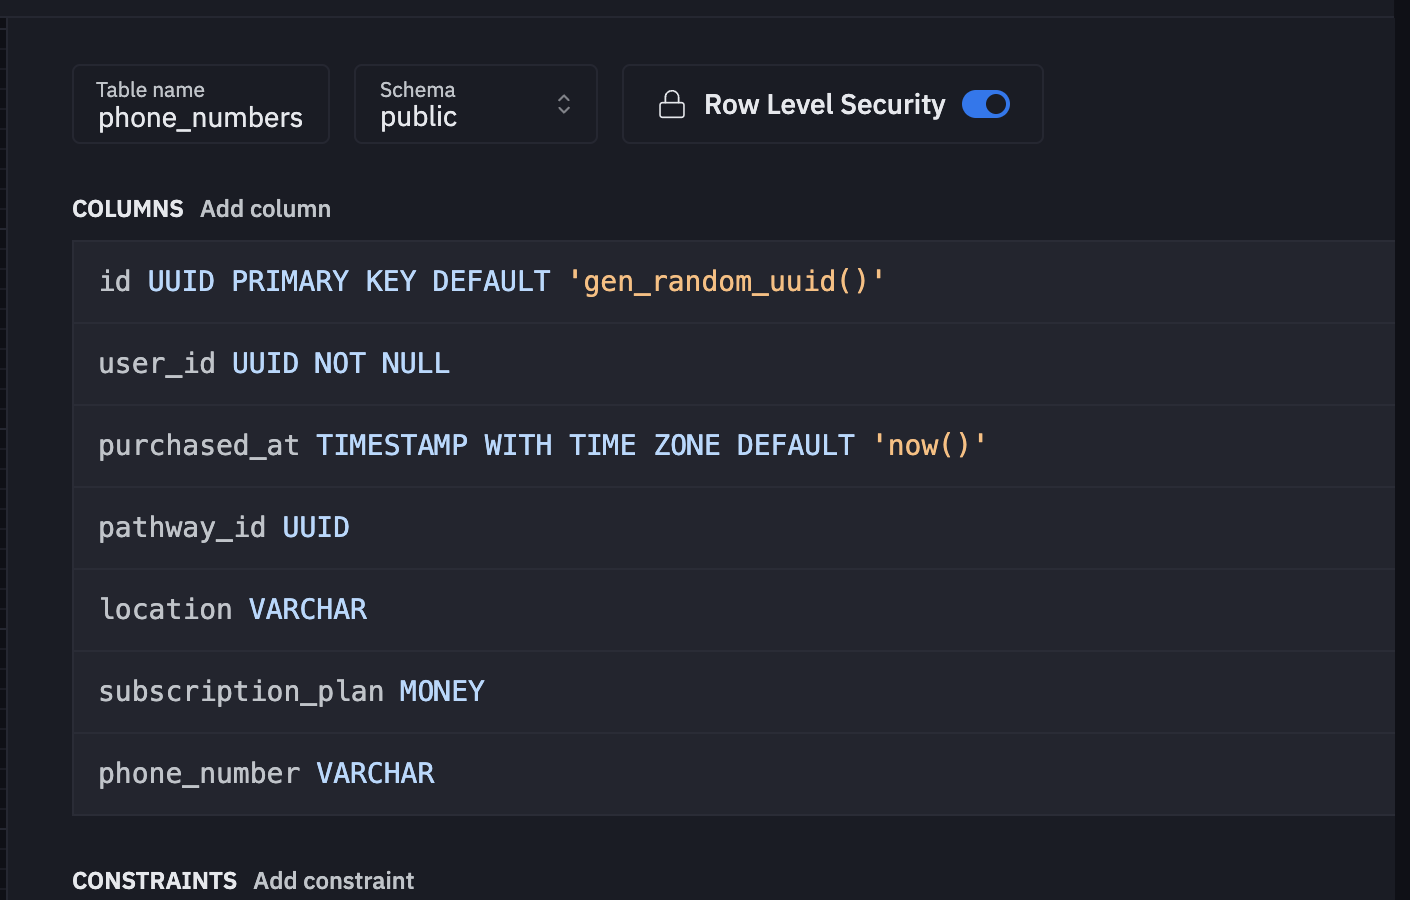 Table name
phone_numbers
Schema
public
Row Level Security
COLUMNS Add column
id UUID PRIMARY KEY DEFAULT 'gen_random_uuid()'
user_id UUID NOT NULL
purchased_at TIMESTAMP WITH TIME ZONE DEFAULT 'now()'
pathway_id UUID
location VARCHAR
subscription_plan MONEY
phone_number VARCHAR
CONSTRAINTS Add constraint